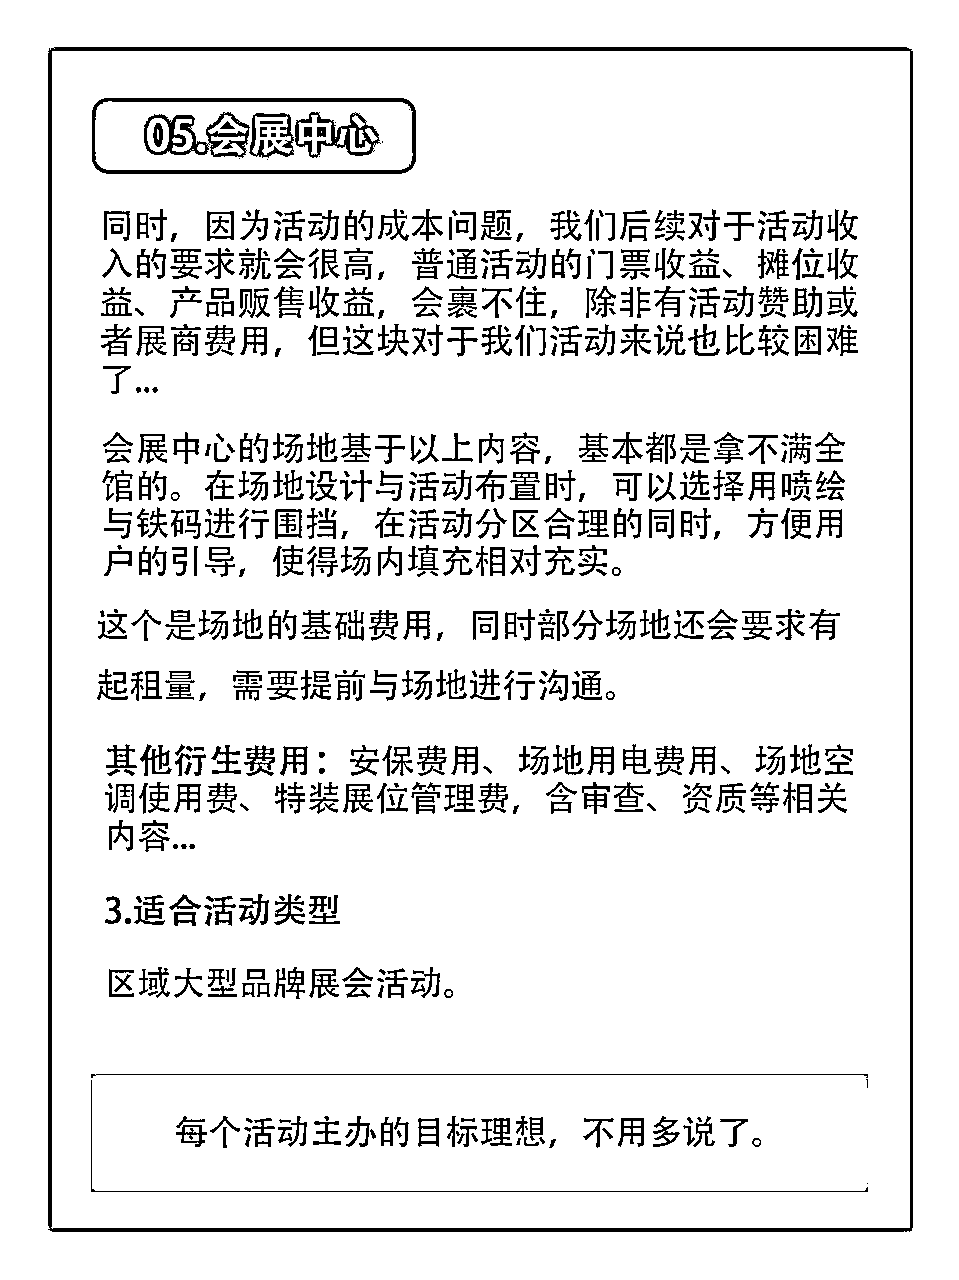 05.会展中心
同时，因为活动的成本问题，我们后续对于活动收
入的要求就会很高，普通活动的门票收益、摊位收
益、产品贩售收益，会裹不住，除非有活动赞助或
者展商费用，但这块对于我们活动来说也比较困难
了...
会展中心的场地基于以上内容，基本都是拿不满全
馆的。在场地设计与活动布置时，可以选择用喷绘
与铁码进行围挡，在活动分区合理的同时，方便用
户的引导，使得场内填充相对充实。
这个是场地的基础费用，同时部分场地还会要求有
起租量，需要提前与场地进行沟通。
其他衍生费用：安保费用、场地用电费用、场地空
调使用费、特装展位管理费，含审查、资质等相关
内容...
3.适合活动类型
区域大型品牌展会活动。
每个活动主办的目标理想，不用多说了。